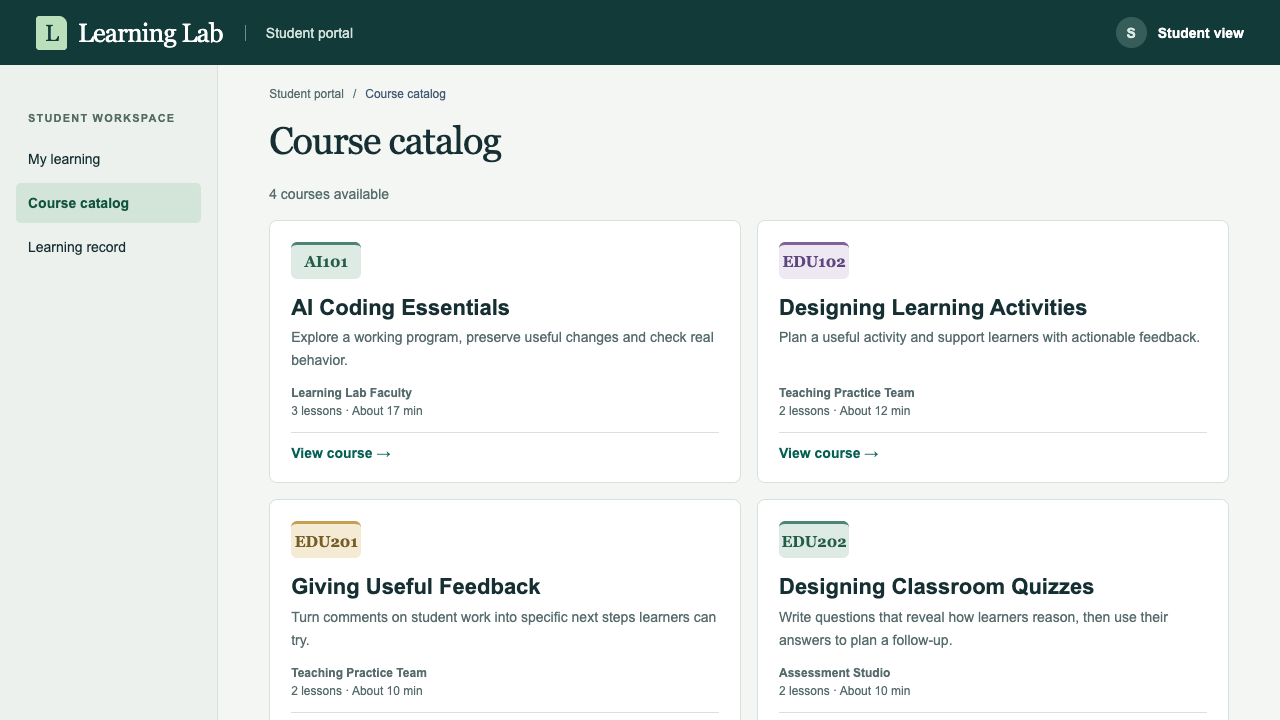 L Learning Lab
Student portal
S Student view
STUDENT WORKSPACE
My learning
Course catalog
Learning record
Student portal / Course catalog
Course catalog
4 courses available
AI101
AI Coding Essentials
Explore a working program, preserve useful changes and check real
behavior.
Learning Lab Faculty
3 lessons · About 17 min
View course →
EDU102
Designing Learning Activities
Plan a useful activity and support learners with actionable feedback.
Teaching Practice Team
2 lessons · About 12 min
View course →
EDU201
Giving Useful Feedback
Turn comments on student work into specific next steps learners can
try.
Teaching Practice Team
2 lessons · About 10 min
EDU202
Designing Classroom Quizzes
Write questions that reveal how learners reason, then use their
answers to plan a follow-up.
Assessment Studio
2 lessons · About 10 min